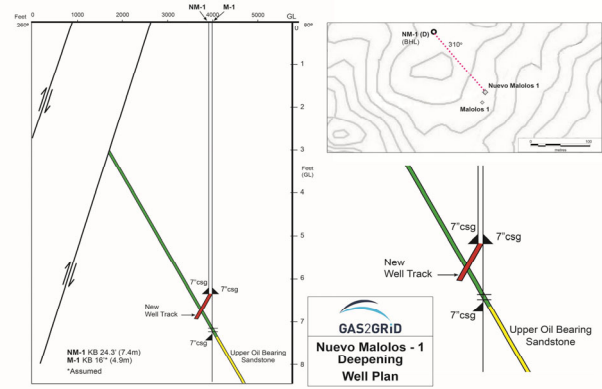 Feet
NM-1
M-1
GL
260°
1000
2000
3000
4000
5000
80°
U
1
2
3
Feet
(GL)
4
5
6
7
8
7"csg
7"csg
New
Well Track
7"csg
Upper Oil Bearing
Sandstone
NM-1 KB 24.3' (7.4m)
M-1 KB 16'* (4.9m)
*Assumed
NM-1 (D)
(BHL)
310°
Nuevo Malolos 1
Malolos 1
0
100
metres
7"csg
7"csg
New
Well Track
7"csg
Upper Oil Bearing
Sandstone
GAS2GRiD
Nuevo Malolos - 1
Deepening
Well Plan